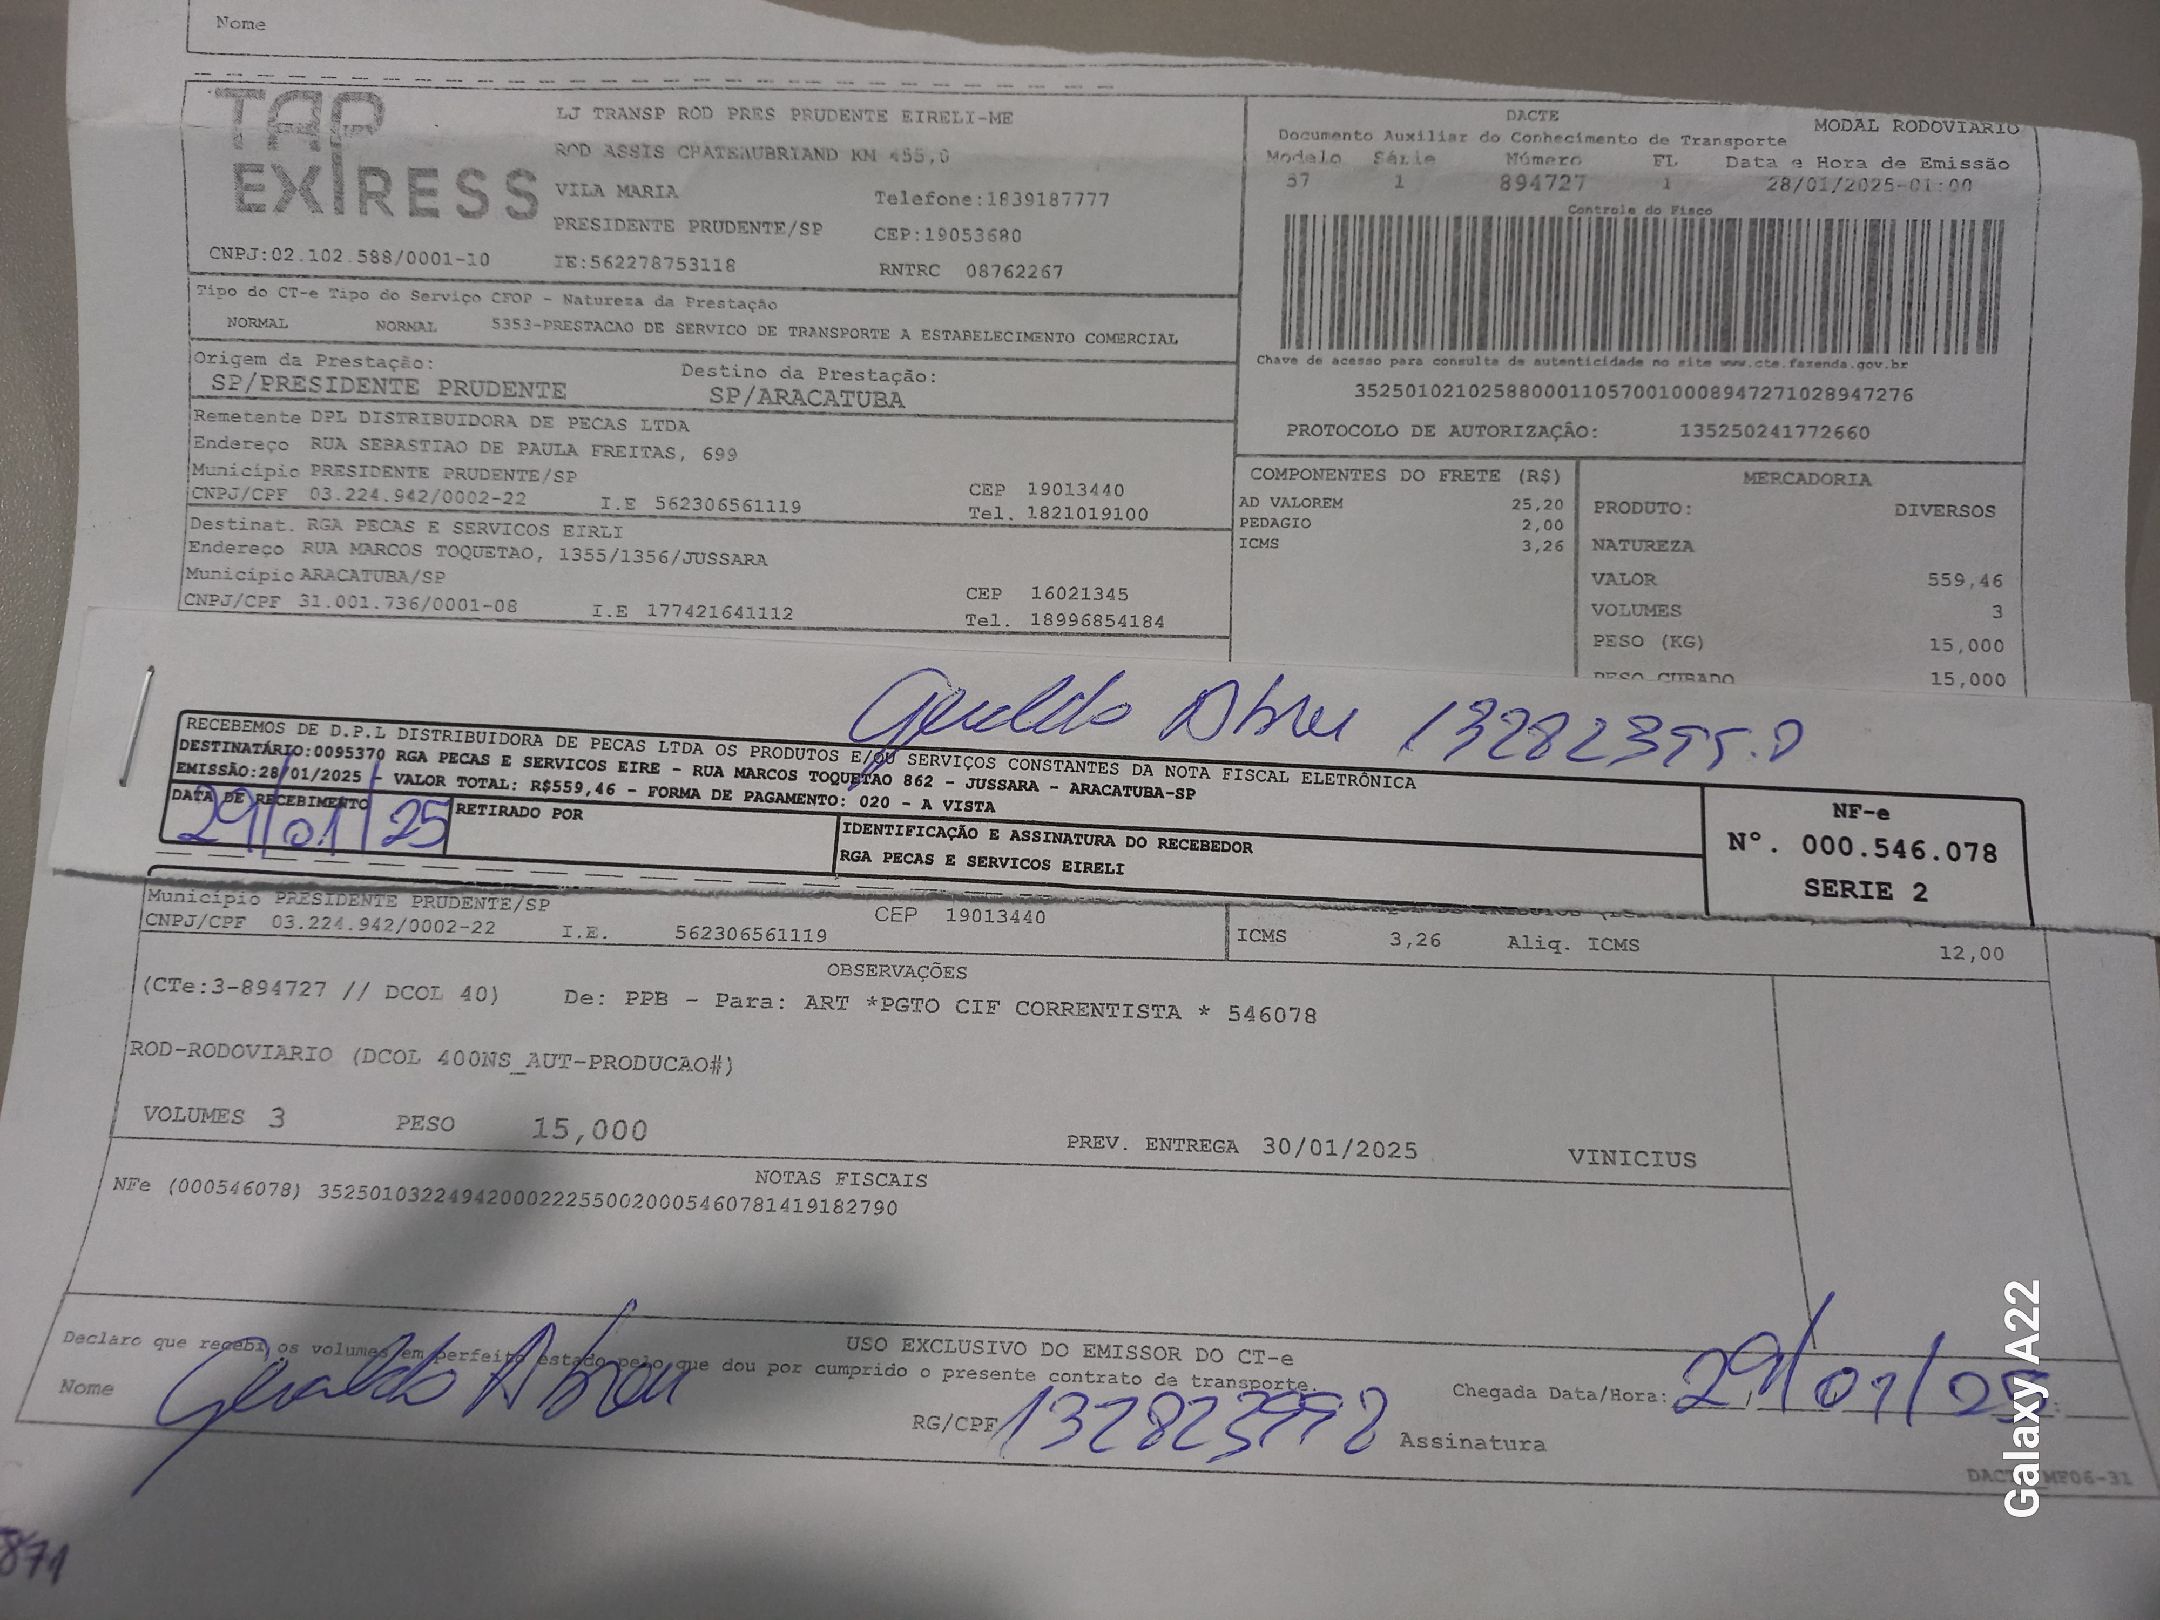 Nome
TAP
EXPRESS
LJ TRANSP ROD PRES PRUDENTE EIRELI-ME
ROD ASSIS CHATEAUBRIAND KM 455,0
VILA MARIA
Telefone:1839187777
PRESIDENTE PRUDENTE/SP
CEP:19053680
CNPJ:02.102.588/0001-10
IE:562278753118
RNTRC 08762267
DACTE
MODAL RODOVIARIO
Documento Auxiliar do Conhecimento de Transporte
Modelo Série Número FL Data e Hora de Emissão
57 1 894727 1 28/01/2025-01:00
Controle do Fisco
Chave de acesso para consulta de autenticidade no site www.cte.fazenda.gov.br
35250102102588000110570010008947271028947276
PROTOCOLO DE AUTORIZAÇÃO: 135250241772660
Tipo do CT-e Tipo do Serviço CFOP - Natureza da Prestação
NORMAL NORMAL 5353-PRESTACAO DE SERVICO DE TRANSPORTE A ESTABELECIMENTO COMERCIAL
Origem da Prestação: Destino da Prestação:
SP/PRESIDENTE PRUDENTE SP/ARACATUBA
Remetente DPL DISTRIBUIDORA DE PECAS LTDA
Endereço RUA SEBASTIAO DE PAULA FREITAS, 699
Município PRESIDENTE PRUDENTE/SP CEP 19013440
CNPJ/CPF 03.224.942/0002-22 I.E 562306561119 Tel. 1821019100
Destinat. RGA PECAS E SERVICOS EIRLI
Endereço RUA MARCOS TOQUETAO, 1355/1356/JUSSARA
Município ARACATUBA/SP CEP 16021345
CNPJ/CPF 31.001.736/0001-08 I.E 177421641112 Tel. 18996854184
COMPONENTES DO FRETE (R$)
AD VALOREM 25,20
PEDAGIO 2,00
ICMS 3,26
MERCADORIA
PRODUTO: DIVERSOS
NATUREZA
VALOR 559,46
VOLUMES 3
PESO (KG) 15,000
PESO CUBADO 15,000
Geraldo Abreu
RECEBEMOS DE D.P.L DISTRIBUIDORA DE PECAS LTDA OS PRODUTOS E/OU SERVIÇOS CONSTANTES DA NOTA FISCAL ELETRÔNICA
DESTINATÁRIO:0095370 RGA PECAS E SERVICOS EIRE - RUA MARCOS TOQUETAO 862 - JUSSARA - ARACATUBA-SP
EMISSÃO:28/01/2025 - VALOR TOTAL: R$559,46 - FORMA DE PAGAMENTO: 020 - A VISTA
DATA DE RECEBIMENTO
29/01/25
RETIRADO POR
IDENTIFICAÇÃO E ASSINATURA DO RECEBEDOR
RGA PECAS E SERVICOS EIRELI
NF-e
Nº. 000.546.078
SERIE 2
Município PRESIDENTE PRUDENTE/SP CEP 19013440
CNPJ/CPF 03.224.942/0002-22 I.E. 562306561119
ICMS 3,26 Aliq. ICMS 12,00
OBSERVAÇÕES
(CTe:3-894727 // DCOL 40) De: PPB - Para: ART *PGTO CIF CORRENTISTA * 546078
ROD-RODOVIARIO (DCOL 400NS_AUT-PRODUCAO#)
VOLUMES 3 PESO 15,000 PREV. ENTREGA 30/01/2025 VINICIUS
NOTAS FISCAIS
NFe (000546078) 35250103224942000222550020005460781419182790
USO EXCLUSIVO DO EMISSOR DO CT-e
Declaro que recebi os volumes em perfeito estado pelo que dou por cumprido o presente contrato de transporte.
Nome Geraldo Abreu RG/CPF Assinatura
Chegada Data/Hora: 29/01/25
871
Galaxy A22